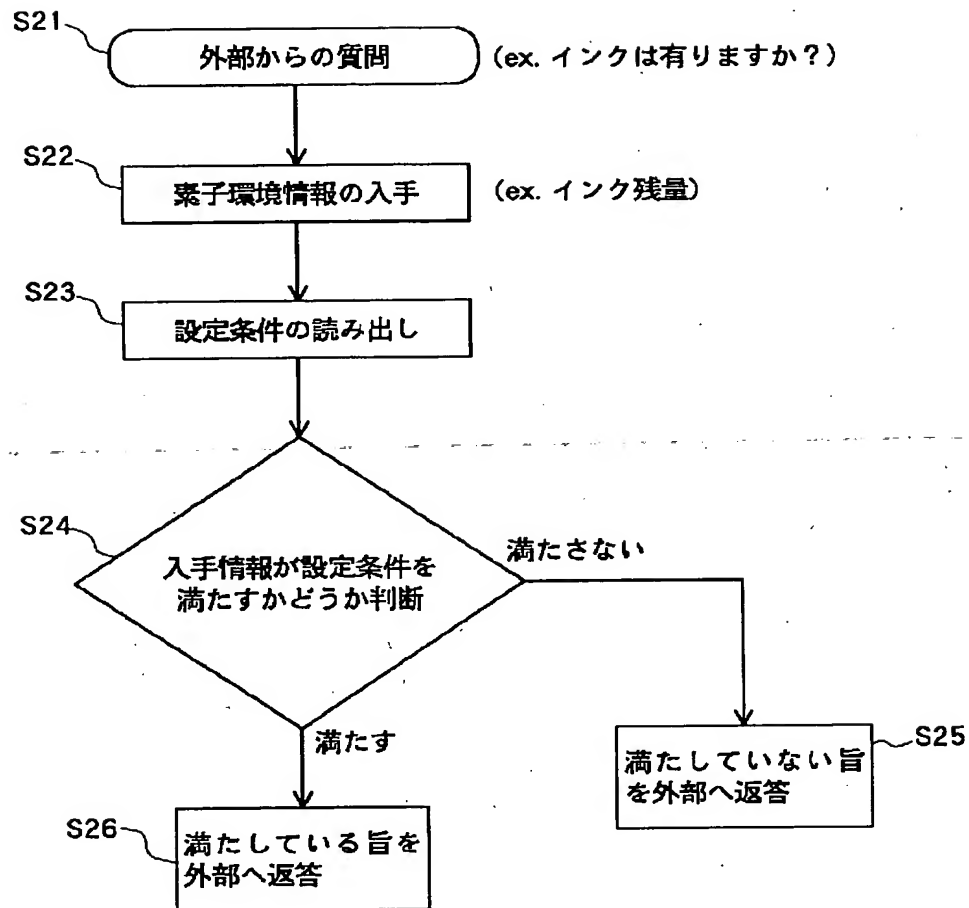 S21
外部からの質問
(ex. インクは有りますか?)
S22
素子環境情報の入手
(ex. インク残量)
S23
設定条件の読み出し
S24
入手情報が設定条件を
満たすかどうか判断
満たさない
満たす
S25
満たしていない旨
を外部へ返答
S26
満たしている旨を
外部へ返答